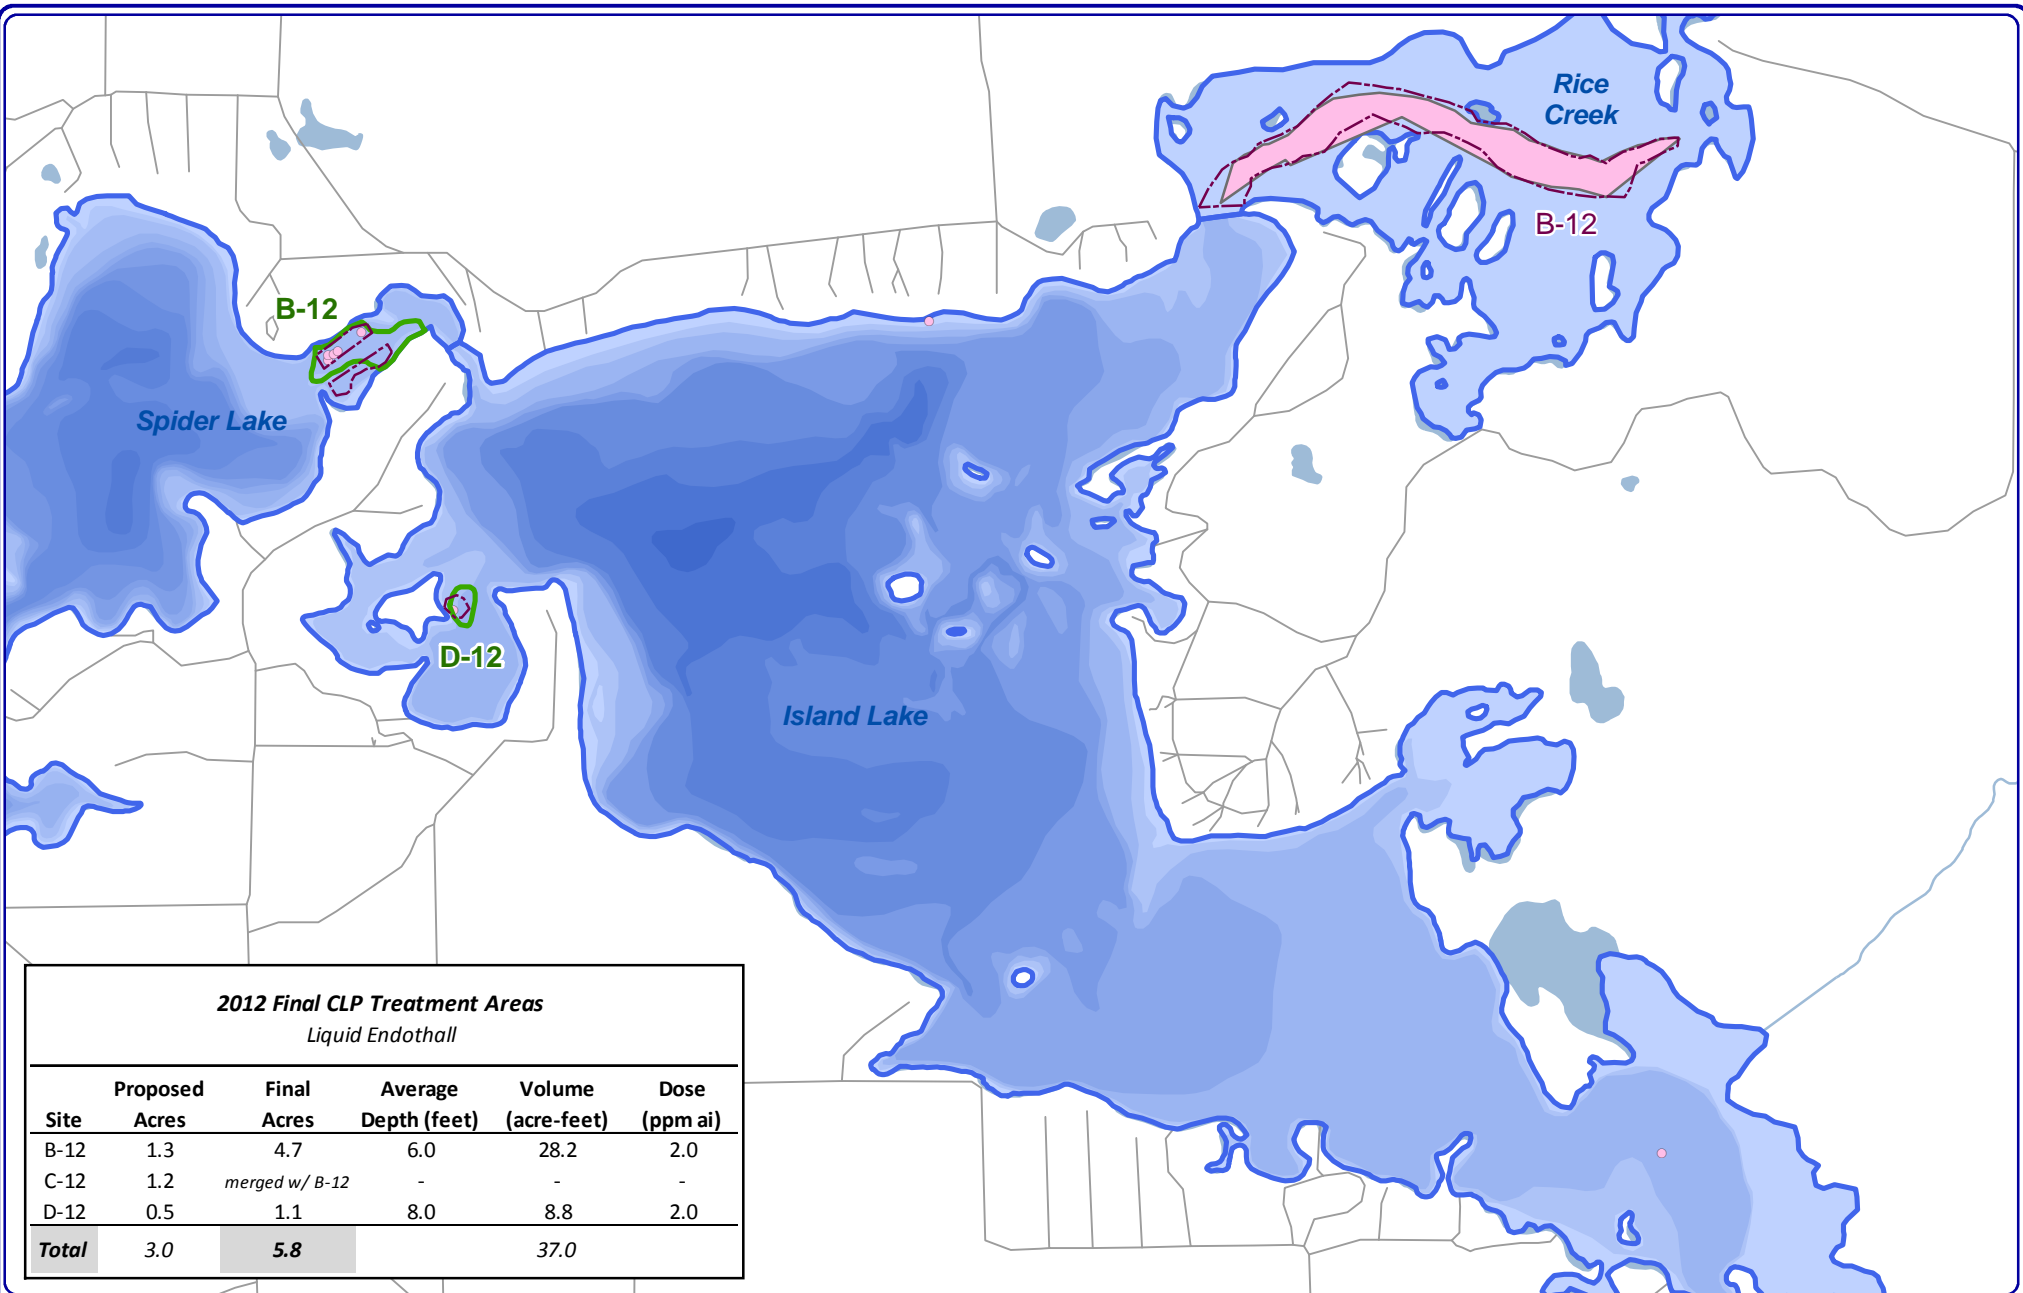 Rice
Creek
B-12
B-12
Spider Lake
D-12
Island Lake
2012 Final CLP Treatment Areas
Liquid Endothall
Proposed Final Average Volume Dose
Site Acres Acres Depth (feet) (acre-feet) (ppm ai)
B-12 1.3 4.7 6.0 28.2 2.0
C-12 1.2 merged w/ B-12 - - -
D-12 0.5 1.1 8.0 8.8 2.0
Total 3.0 5.8 37.0